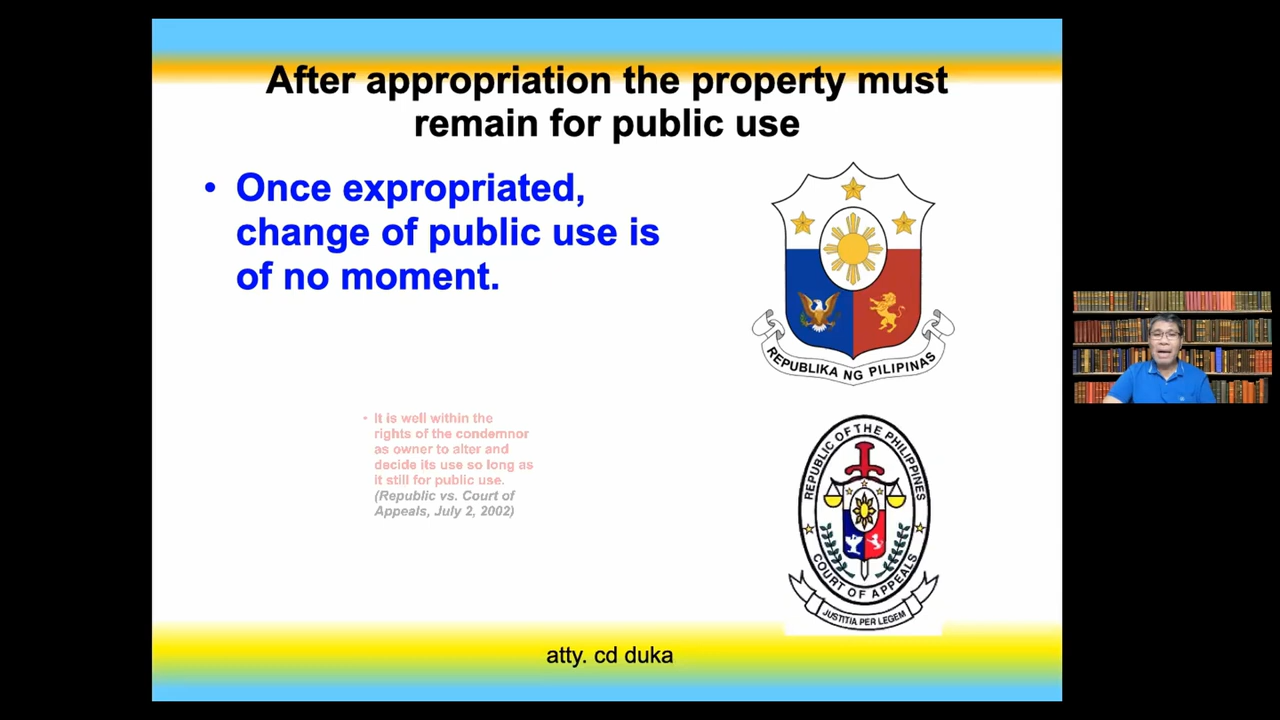 After appropriation the property must
remain for public use
• Once expropriated,
change of public use is
of no moment.
REPUBLIKA NG PILIPINAS
• It is well within the
rights of the condemnor
as owner to alter and
decide its use so long as
it still for public use.
(Republic vs. Court of
Appeals, July 2, 2002)
REPUBLIC OF THE PHILIPPINES
COURT OF APPEALS
JUSTITIA PER LEGEM
atty. cd duka